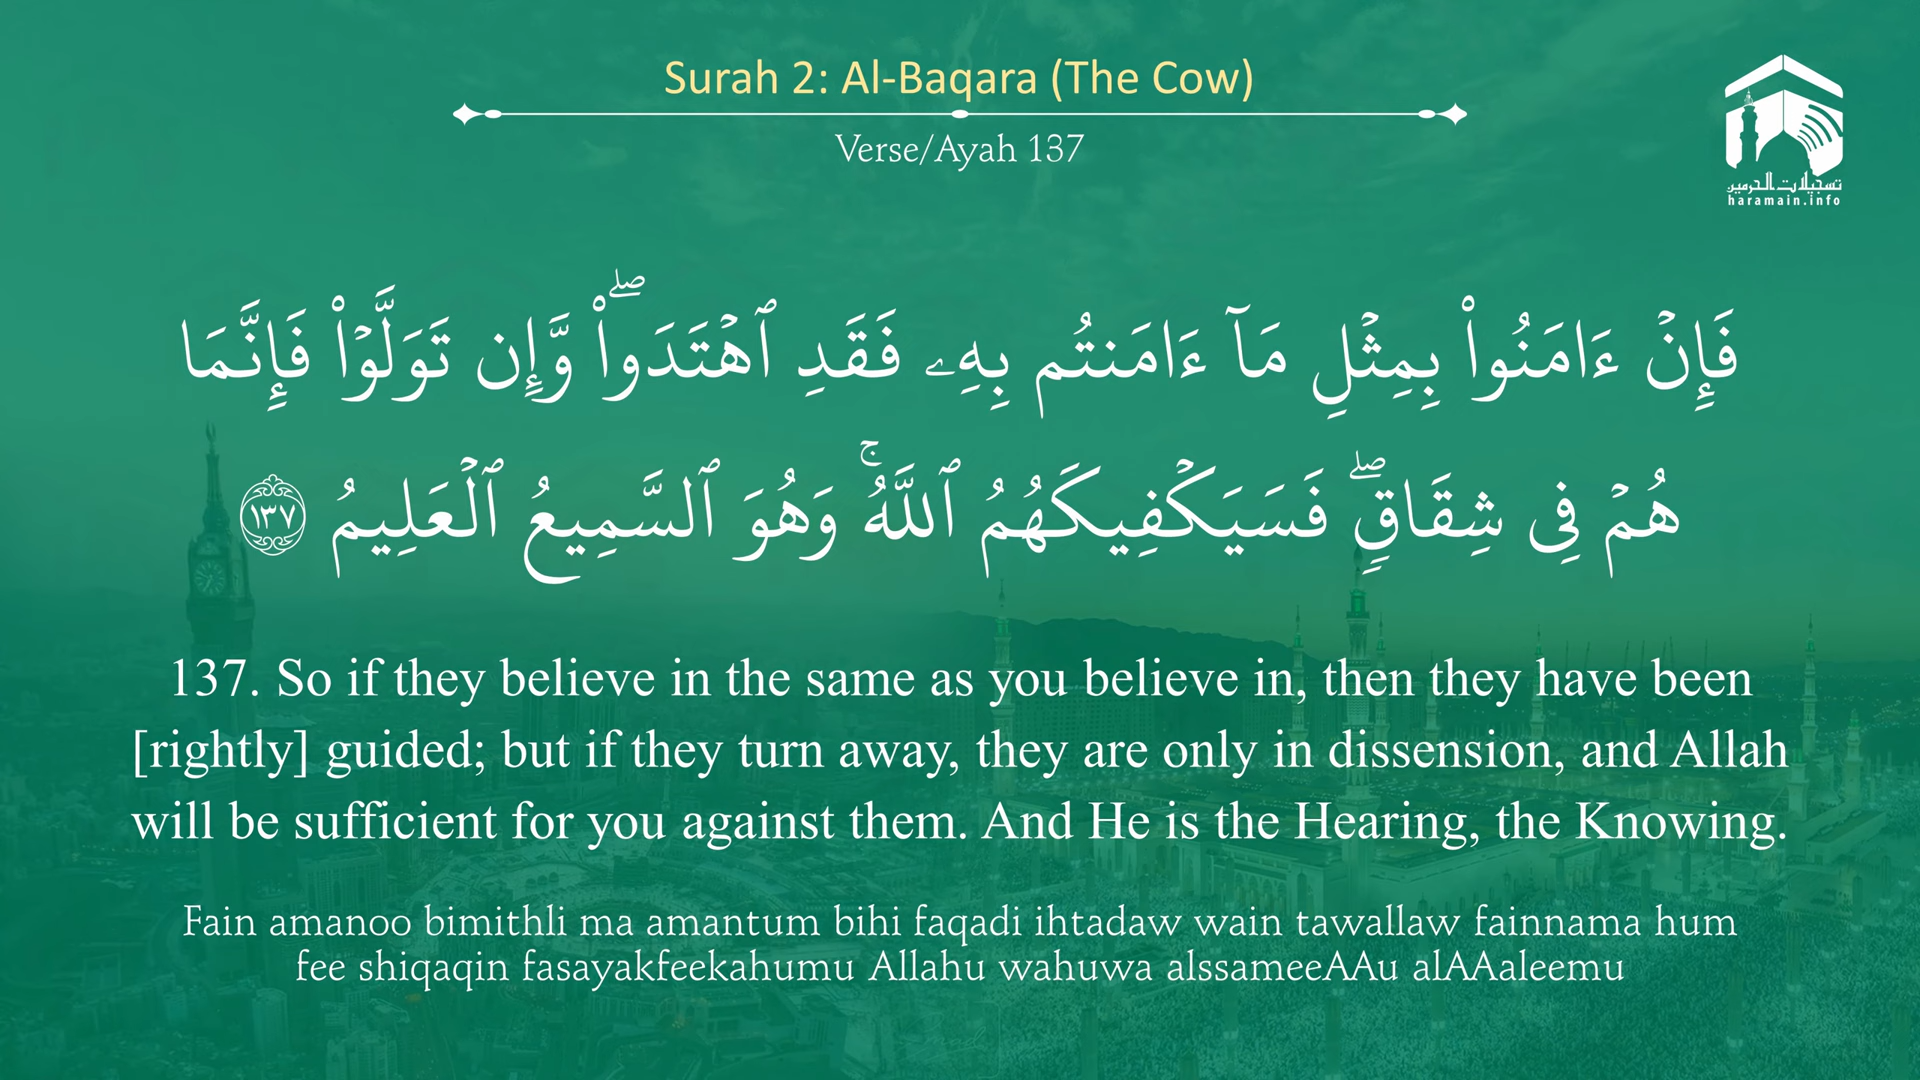 Surah 2: Al-Baqara (The Cow)
Verse/Ayah 137
تسجيلات الحرمين
haramain.info
فَإِنۡ ءَامَنُواْ بِمِثۡلِ مَآ ءَامَنتُم بِهِۦ فَقَدِ ٱهۡتَدَواْۖ وَّإِن تَوَلَّوۡاْ فَإِنَّمَا
هُمۡ فِي شِقَاقٖۖ فَسَيَكۡفِيكَهُمُ ٱللَّهُۚ وَهُوَ ٱلسَّمِيعُ ٱلۡعَلِيمُ ١٣٧
137. So if they believe in the same as you believe in, then they have been
[rightly] guided; but if they turn away, they are only in dissension, and Allah
will be sufficient for you against them. And He is the Hearing, the Knowing.
Fain amanoo bimithli ma amantum bihi faqadi ihtadaw wain tawallaw fainnama hum
fee shiqaqin fasayakfeekahumu Allahu wahuwa alssameeAAu alAAaleemu